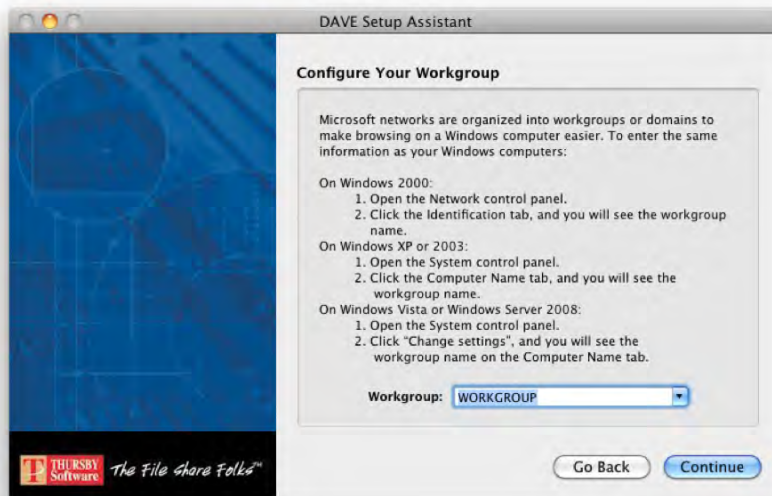 DAVE Setup Assistant
Configure Your Workgroup
Microsoft networks are organized into workgroups or domains to
make browsing on a Windows computer easier. To enter the same
information as your Windows computers:
On Windows 2000:
1. Open the Network control panel.
2. Click the Identification tab, and you will see the workgroup
name.
On Windows XP or 2003:
1. Open the System control panel.
2. Click the Computer Name tab, and you will see the
workgroup name.
On Windows Vista or Windows Server 2008:
1. Open the System control panel.
2. Click “Change settings”, and you will see the
workgroup name on the Computer Name tab.
Workgroup: WORKGROUP
THURSBY
Software
The File Share Folks™
Go Back Continue